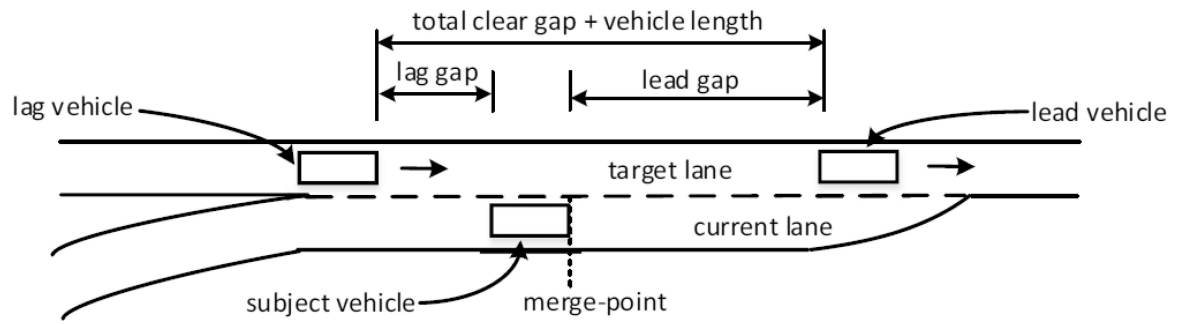 total clear gap + vehicle length
lag gap
lead gap
lag vehicle
lead vehicle
target lane
current lane
subject vehicle
merge-point